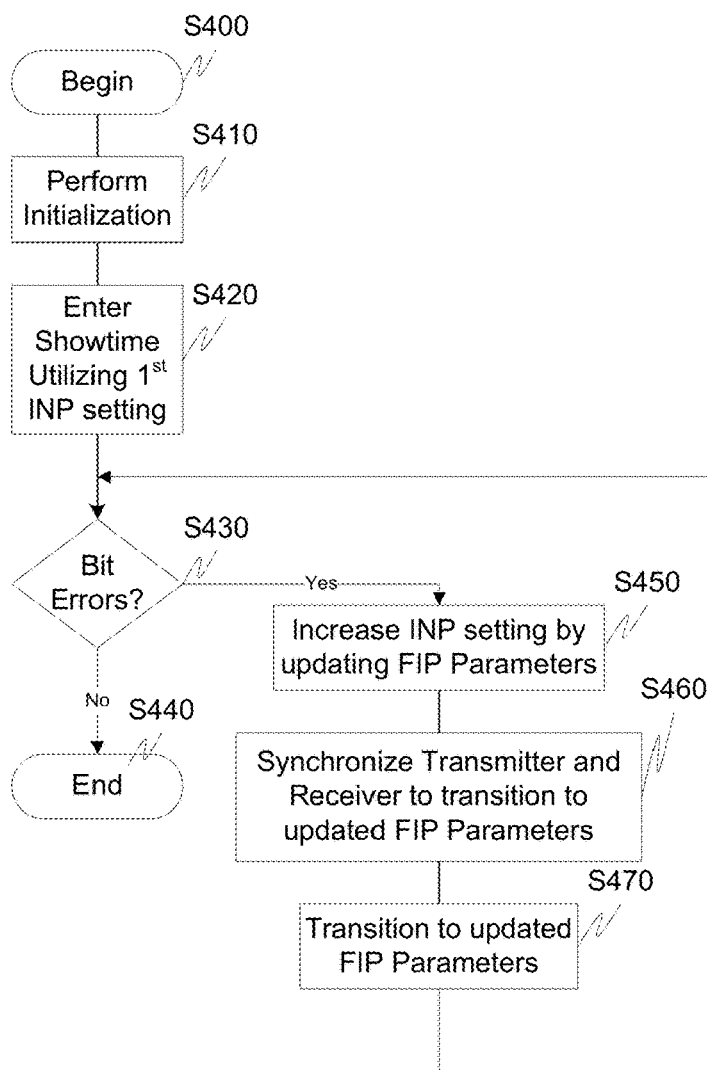 S400
Begin
S410
Perform
Initialization
S420
Enter
Showtime
Utilizing 1st
INP setting
S430
Bit
Errors?
Yes
No
S440
End
S450
Increase INP setting by
updating FIP Parameters
S460
Synchronize Transmitter and
Receiver to transition to
updated FIP Parameters
S470
Transition to updated
FIP Parameters